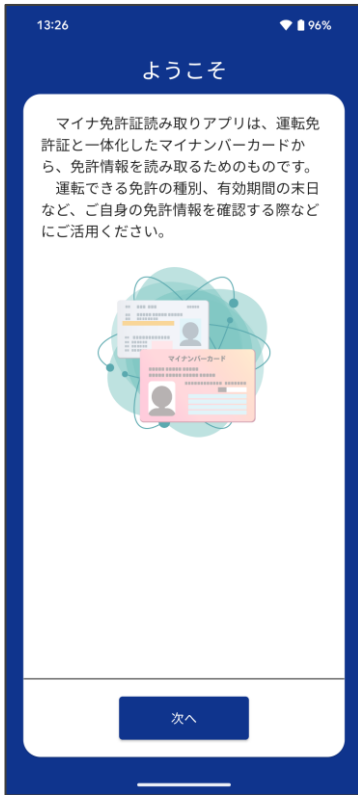 13:26
96%
ようこそ
マイナ免許証読み取りアプリは、運転免
許証と一体化したマイナンバーカードか
ら、免許情報を読み取るためのものです。
運転できる免許の種別、有効期間の末日
など、ご自身の免許情報を確認する際など
にご活用ください。
マイナンバーカード
次へ